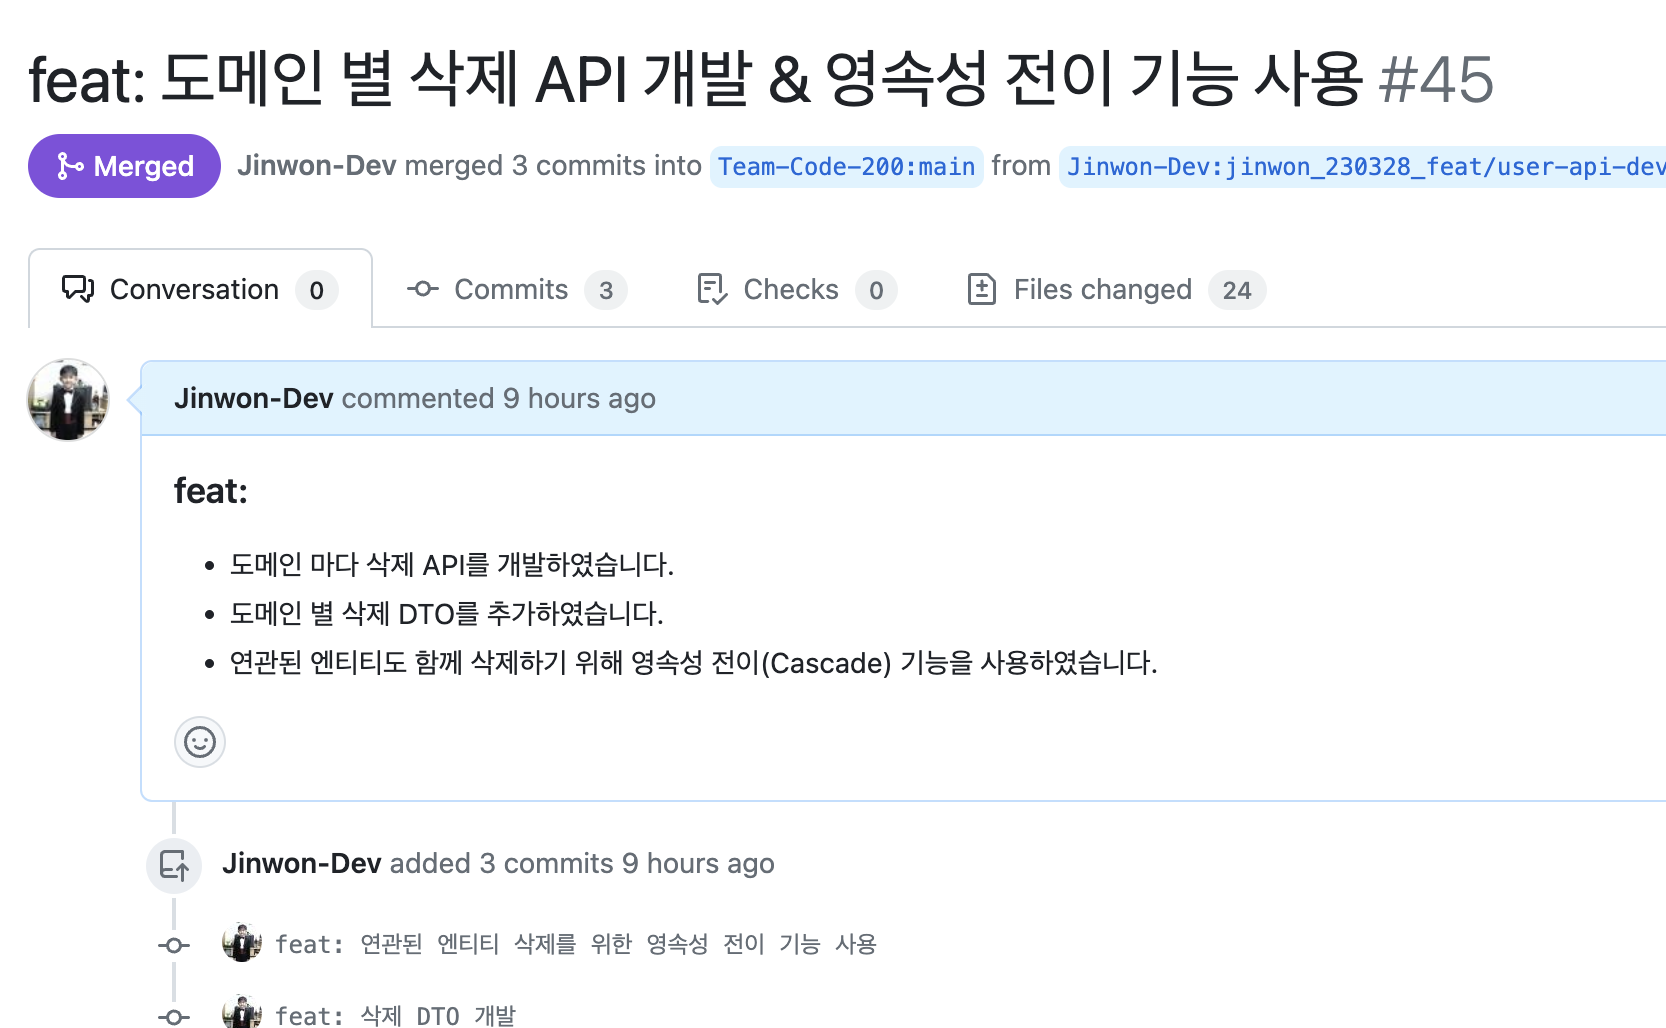 feat: 도메인 별 삭제 API 개발 & 영속성 전이 기능 사용 #45
Merged Jinwon-Dev merged 3 commits into Team-Code-200:main from Jinwon-Dev:jinwon_230328_feat/user-api-dev
Conversation 0 Commits 3 Checks 0 Files changed 24
Jinwon-Dev commented 9 hours ago
feat:
• 도메인 마다 삭제 API를 개발하였습니다.
• 도메인 별 삭제 DTO를 추가하였습니다.
• 연관된 엔티티도 함께 삭제하기 위해 영속성 전이(Cascade) 기능을 사용하였습니다.
Jinwon-Dev added 3 commits 9 hours ago
feat: 연관된 엔티티 삭제를 위한 영속성 전이 기능 사용
feat: 삭제 DTO 개발